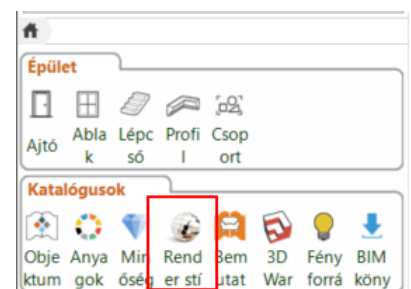 Épület
Ajtó Abla Lépc Profi Csop
k ső l ort
Katalógusok
Obje Anya Min Rend Bem 3D Fény BIM
ktum gok őség er stí utat War forrá köny